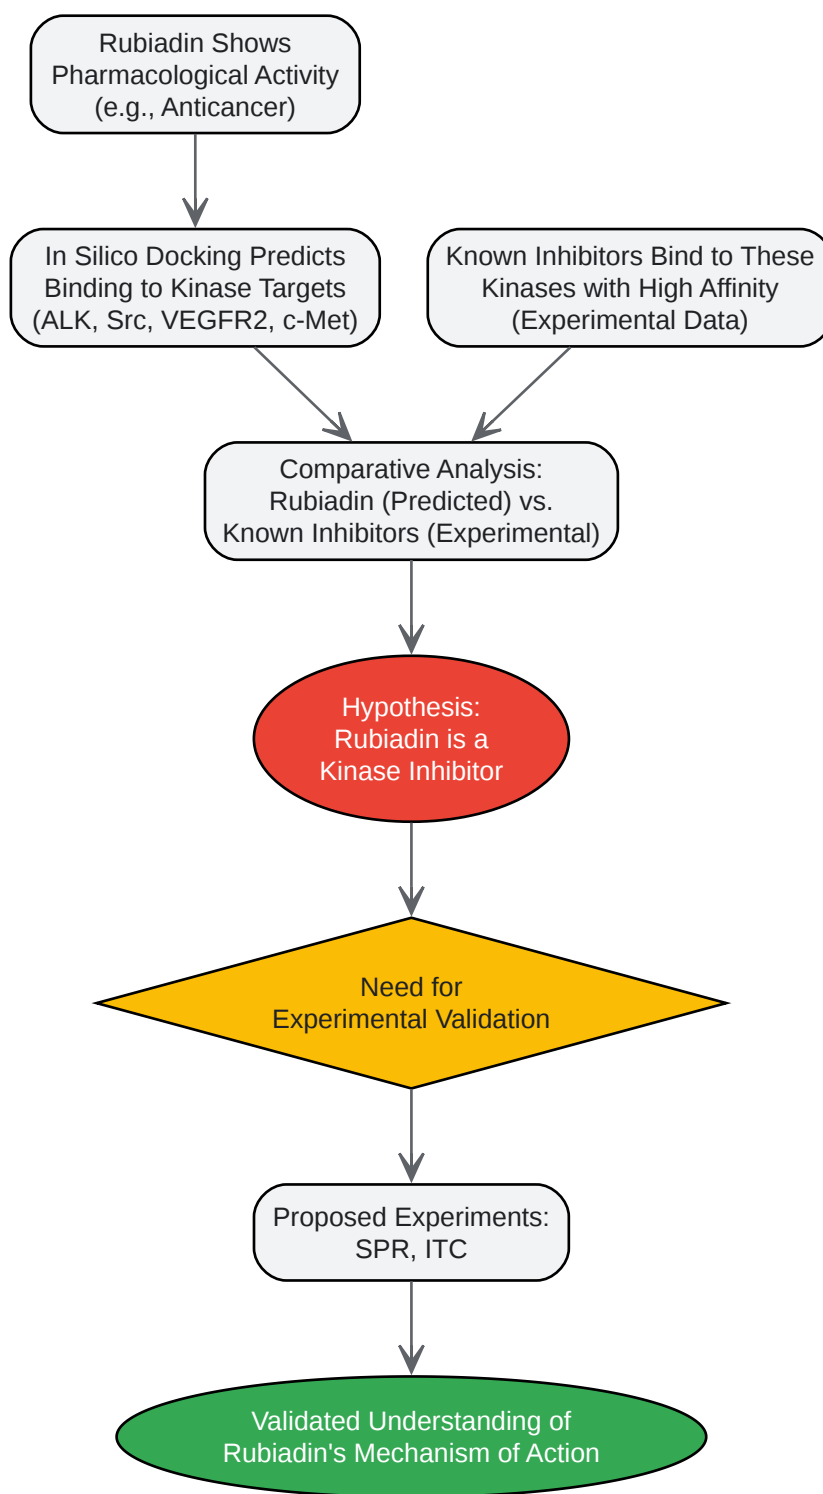 Rubiadin Shows
Pharmacological Activity
(e.g., Anticancer)
In Silico Docking Predicts
Binding to Kinase Targets
(ALK, Src, VEGFR2, c-Met)
Known Inhibitors Bind to These
Kinases with High Affinity
(Experimental Data)
Comparative Analysis:
Rubiadin (Predicted) vs.
Known Inhibitors (Experimental)
Hypothesis:
Rubiadin is a
Kinase Inhibitor
Need for
Experimental Validation
Proposed Experiments:
SPR, ITC
Validated Understanding of
Rubiadin's Mechanism of Action